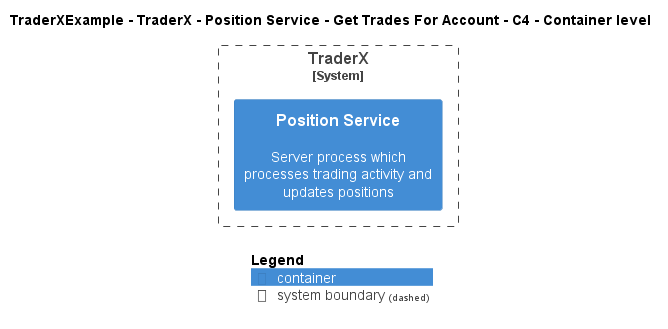 TraderXExample - TraderX - Position Service - Get Trades For Account - C4 - Container level
TraderX
[System]
Position Service
Server process which
processes trading activity and
updates positions
Legend
container
system boundary (dashed)